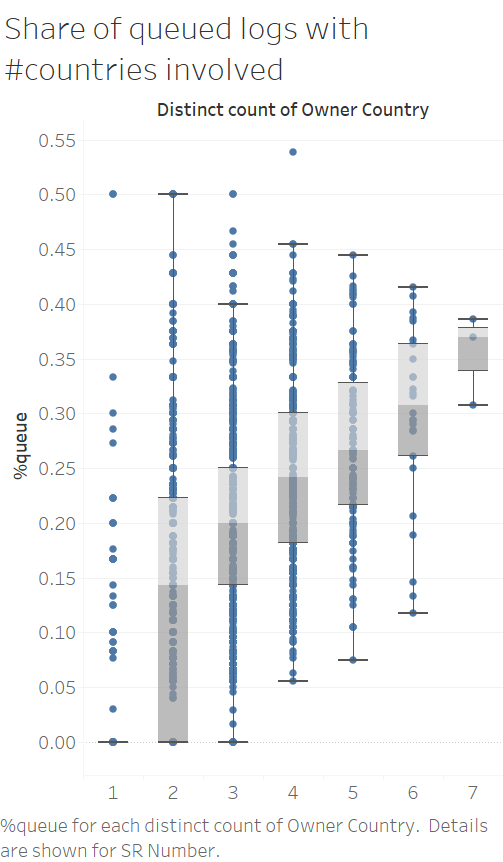 Share of queued logs with
#countries involved
Distinct count of Owner Country
0.55
0.50
0.45
0.40
0.35
0.30
0.25
0.20
0.15
0.10
0.05
0.00
%queue
1 2 3 4 5 6 7
%queue for each distinct count of Owner Country. Details
are shown for SR Number.